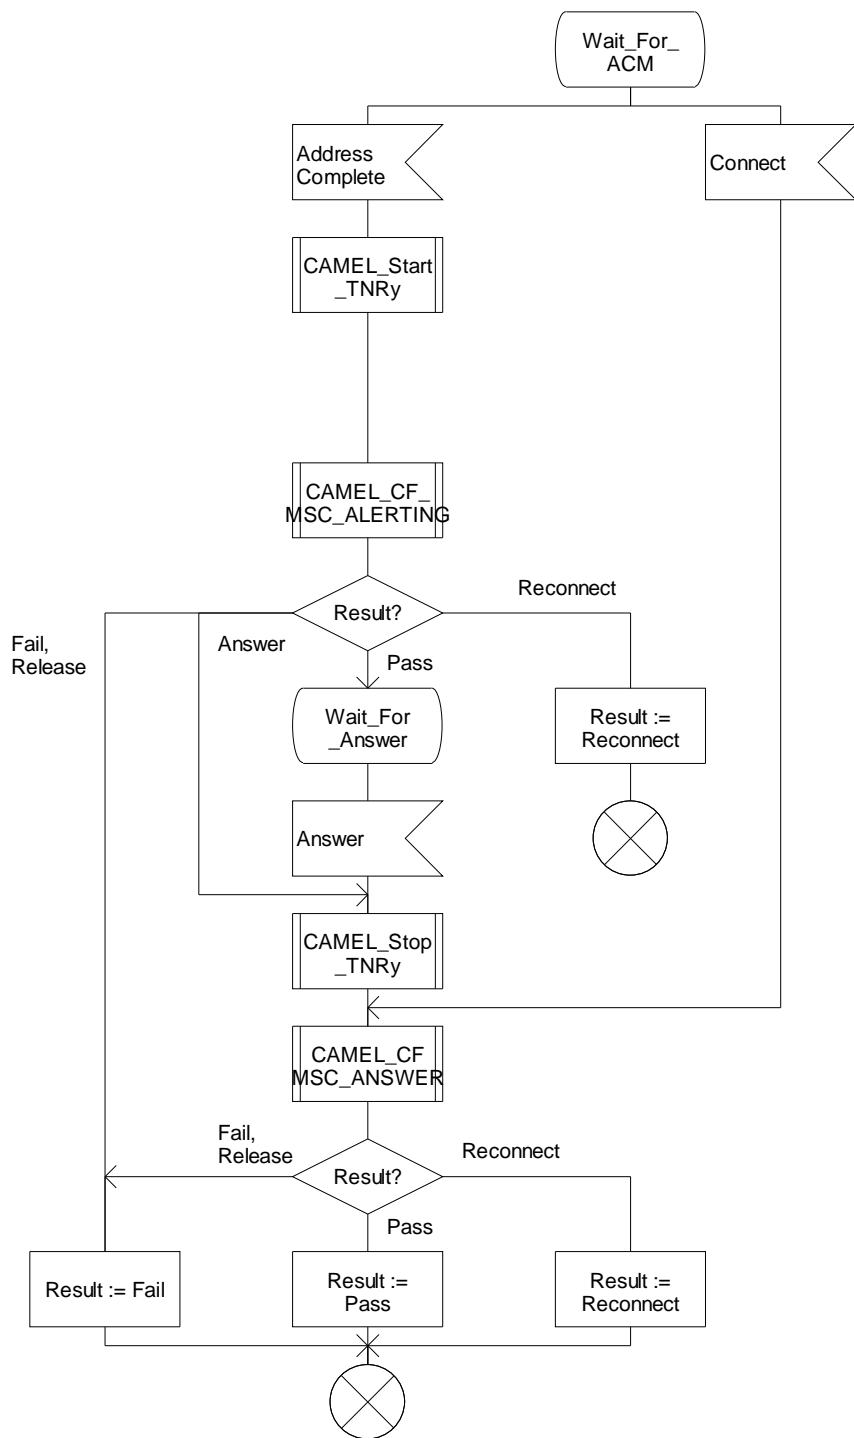 Wait_For_
ACM
Address
Complete
Connect
CAMEL_Start
_TNRy
CAMEL_CF_
MSC_ALERTING
Result?
Reconnect
Fail,
Release
Answer
Pass
Wait_For
_Answer
Result :=
Reconnect
Answer
CAMEL_Stop
_TNRy
CAMEL_CF
MSC_ANSWER
Fail,
Release
Result?
Reconnect
Pass
Result := Fail
Result :=
Pass
Result :=
Reconnect